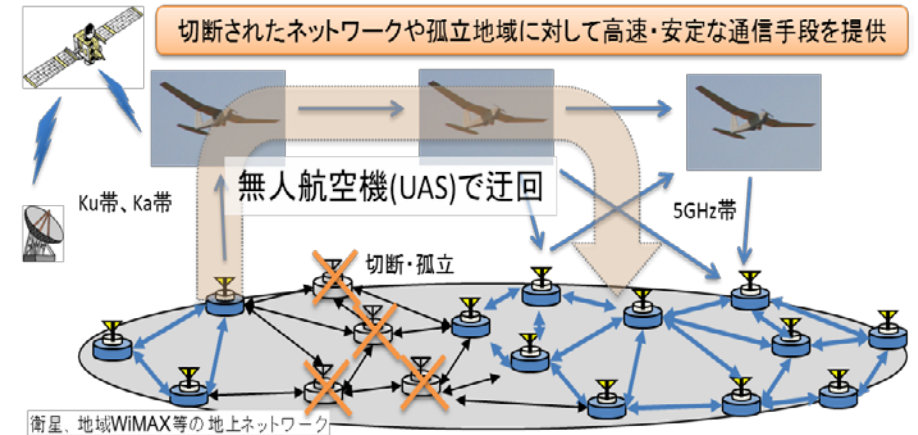 切断されたネットワークや孤立地域に対して高速・安定な通信手段を提供
無人航空機(UAS)で迂回
Ku帯、Ka帯
5GHz帯
切断・孤立
衛星、地域WiMAX等の地上ネットワーク